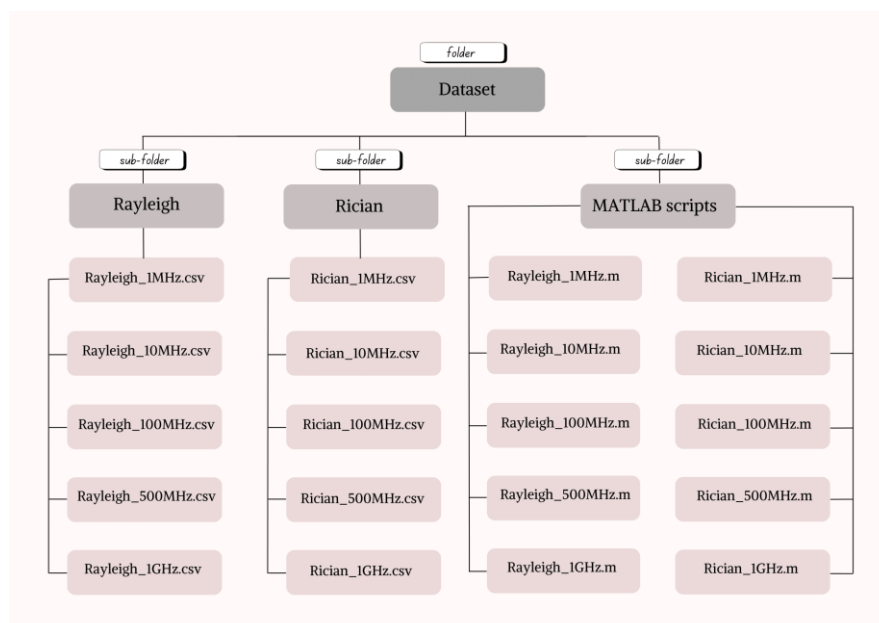 folder
Dataset
sub-folder
sub-folder
sub-folder
Rayleigh
Rician
MATLAB scripts
Rayleigh_1MHz.csv
Rician_1MHz.csv
Rayleigh_1MHz.m
Rician_1MHz.m
Rayleigh_10MHz.csv
Rician_10MHz.csv
Rayleigh_10MHz.m
Rician_10MHz.m
Rayleigh_100MHz.csv
Rician_100MHz.csv
Rayleigh_100MHz.m
Rician_100MHz.m
Rayleigh_500MHz.csv
Rician_500MHz.csv
Rayleigh_500MHz.m
Rician_500MHz.m
Rayleigh_1GHz.csv
Rician_1GHz.csv
Rayleigh_1GHz.m
Rician_1GHz.m